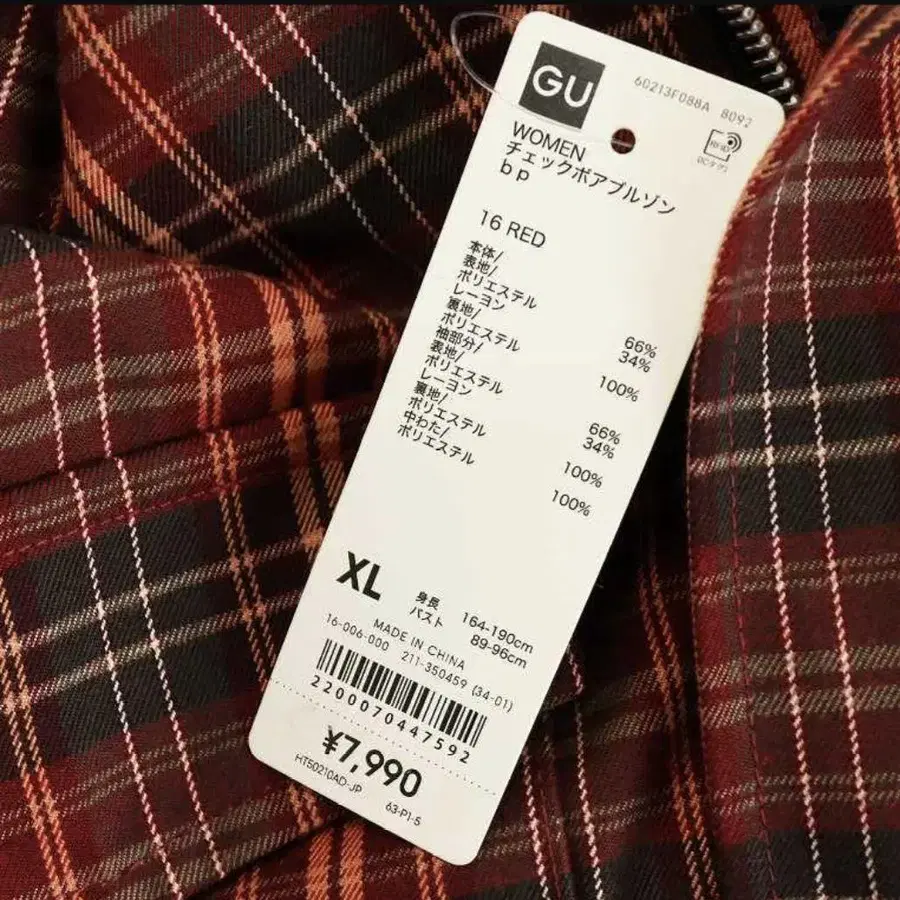 GU
60213F088A 8092
RFID
WOMEN
チェックボアブルゾン
bp
16 RED
本体/
表地/
ポリエステル 66%
レーヨン 34%
裏地/
ポリエステル 100%
袖部分/
表地/
ポリエステル 66%
レーヨン 34%
裏地/
ポリエステル 100%
中わた/
ポリエステル 100%
XL
身長 164-190cm
バスト 89-96cm
MADE IN CHINA
16-006-000 211-350459 (34-01)
2200070447592
¥7,990
HT50210AD-JP 63-P1-5